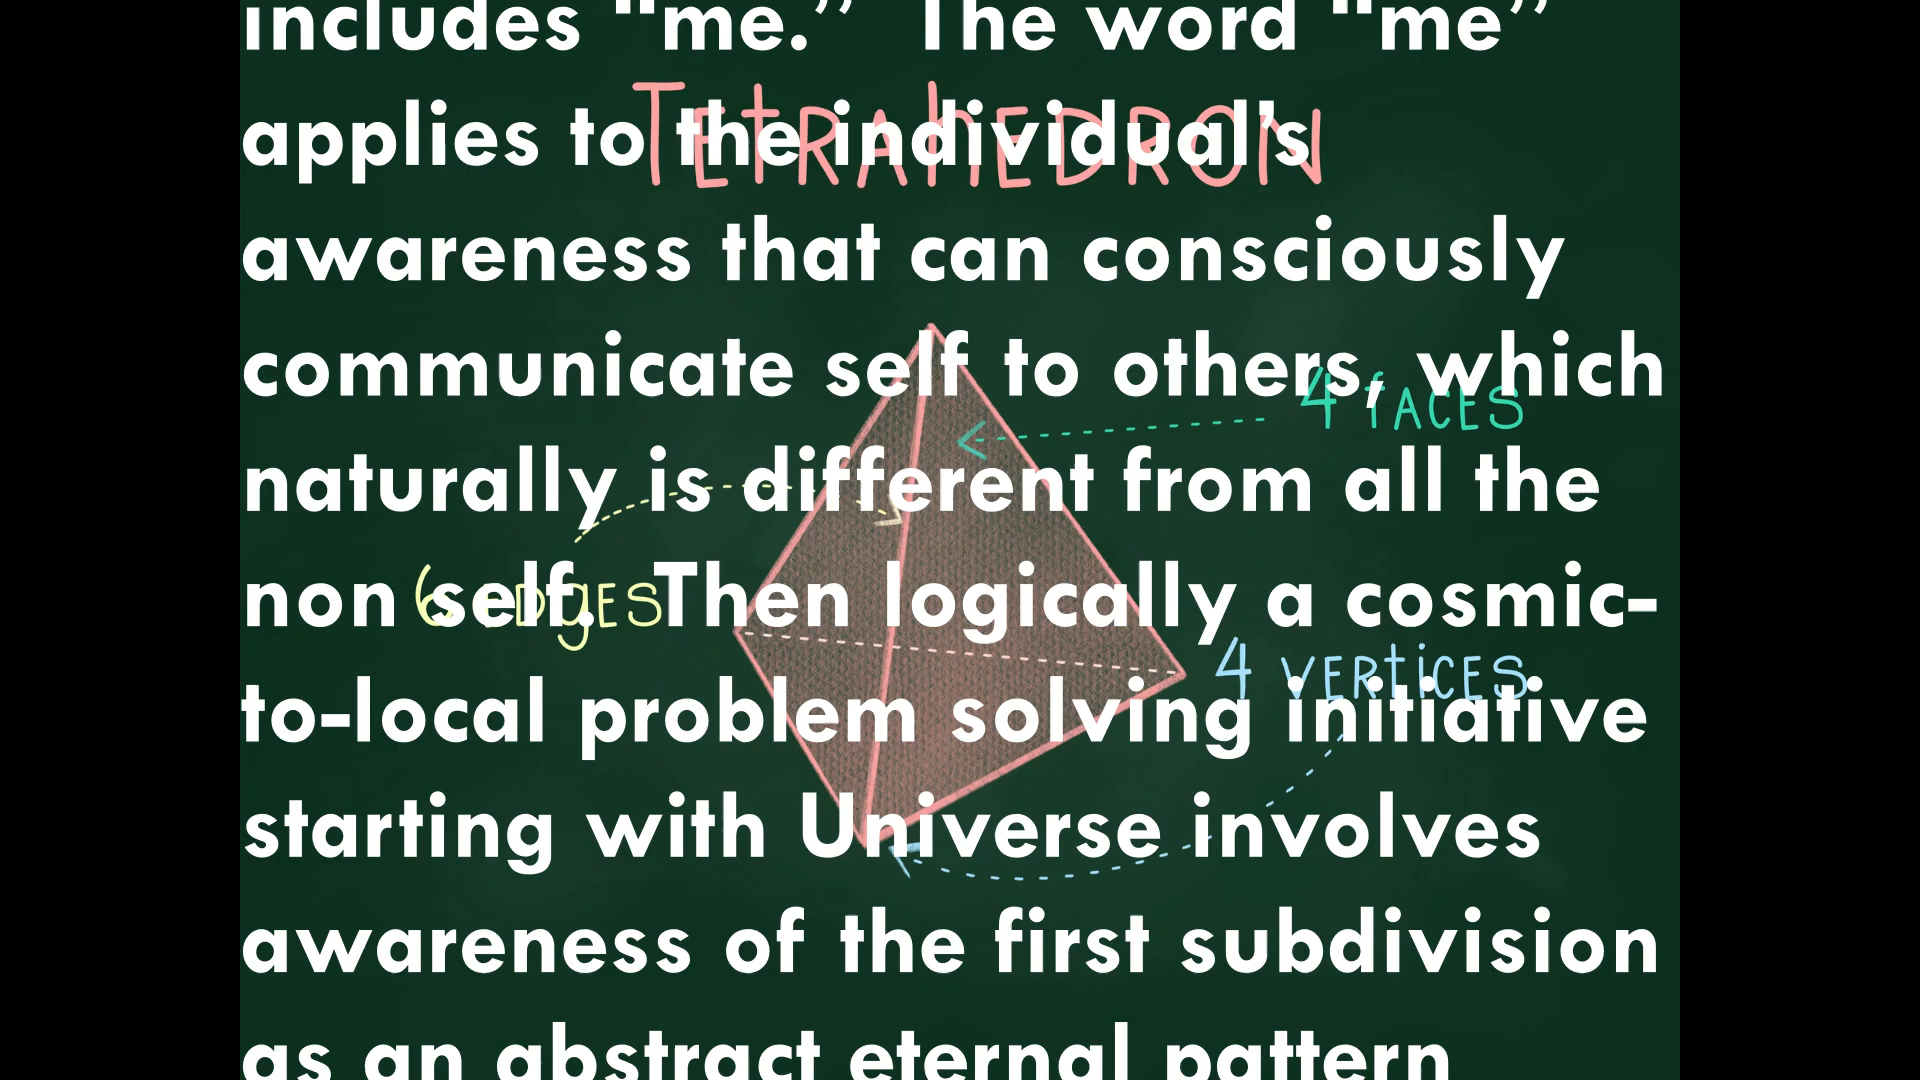 includes “me.”  The word “me”
applies to the individual’s
awareness that can consciously
communicate self to others, which
naturally is different from all the
non self.  Then logically a cosmic-
to-local problem solving initiative
starting with Universe involves
awareness of the first subdivision
as an abstract eternal pattern
TETRAhEDRON
4 fACES
6 EDgES
4 VERtiCES